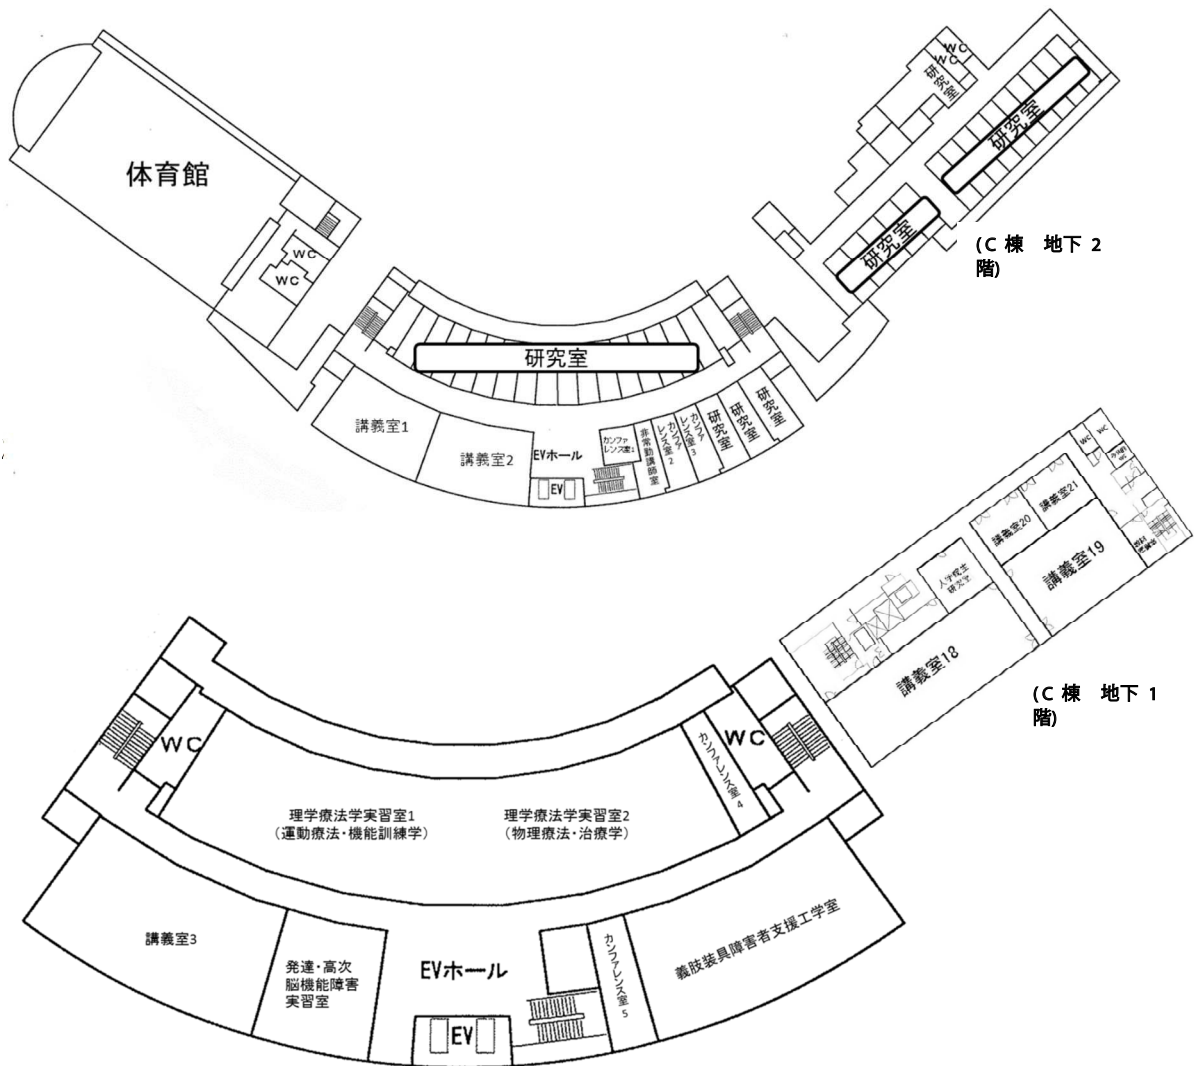 WC
WC
研究室
研究室
体育館
研究室
(C 棟　地下 2
階)
WC
WC
研究室
講義室1
講義室2
EVホール
EV
カンファ
レンス室1
非常勤講師室
カンファ
レンス室2
カンファ
レンス室3
研究室
研究室
研究室
WC
WC
講義室21
講義室20
講義室19
大学院生
研究室
講義室18
(C 棟　地下 1
階)
WC
WC
カンファレンス室 4
理学療法学実習室1
（運動療法・機能訓練学）
理学療法学実習室2
（物理療法・治療学）
講義室3
発達・高次
脳機能障害
実習室
EVホール
EV
カンファレンス室 5
義肢装具障害者支援工学室